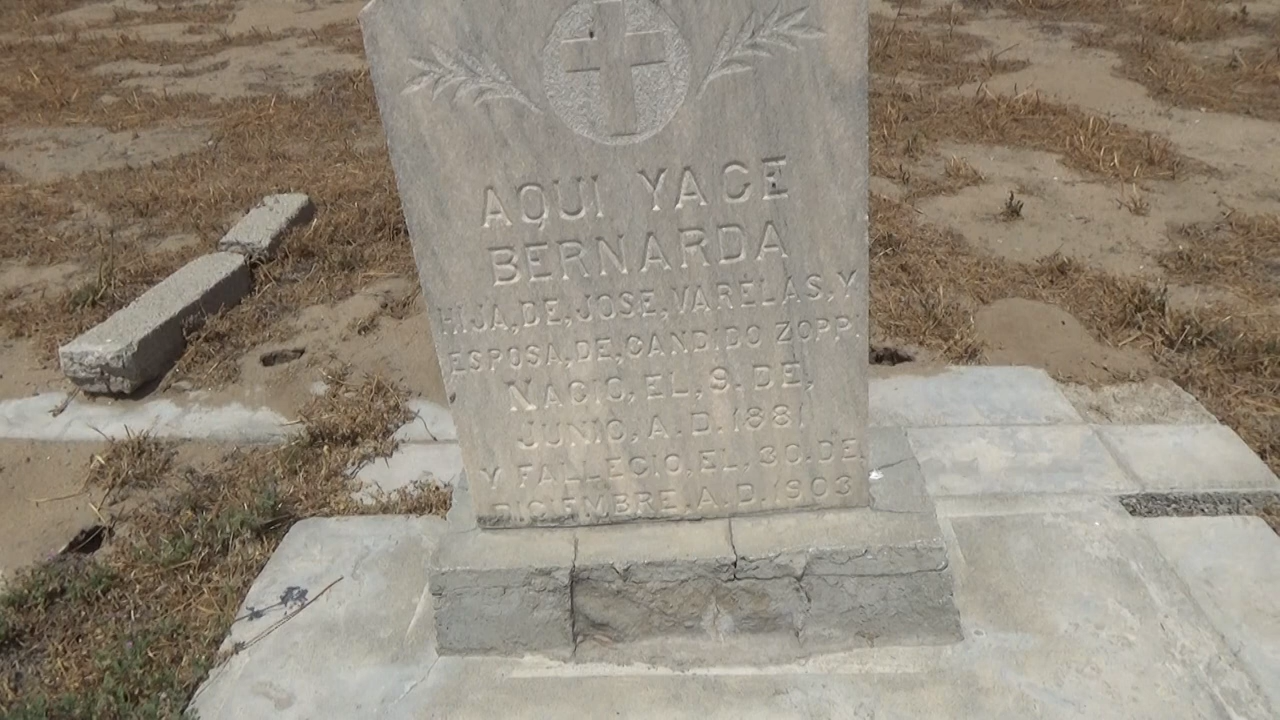 AQUI YACE
BERNARDA
HIJA, DE, JOSE, VARELAS, Y
ESPOSA, DE, CANDIDO ZOPPI
NACIO, EL, 9. DE,
JUNIO, A. D. 1881
Y FALLECIO, EL, 30. DE.
DICIEMBRE, A. D. 1903